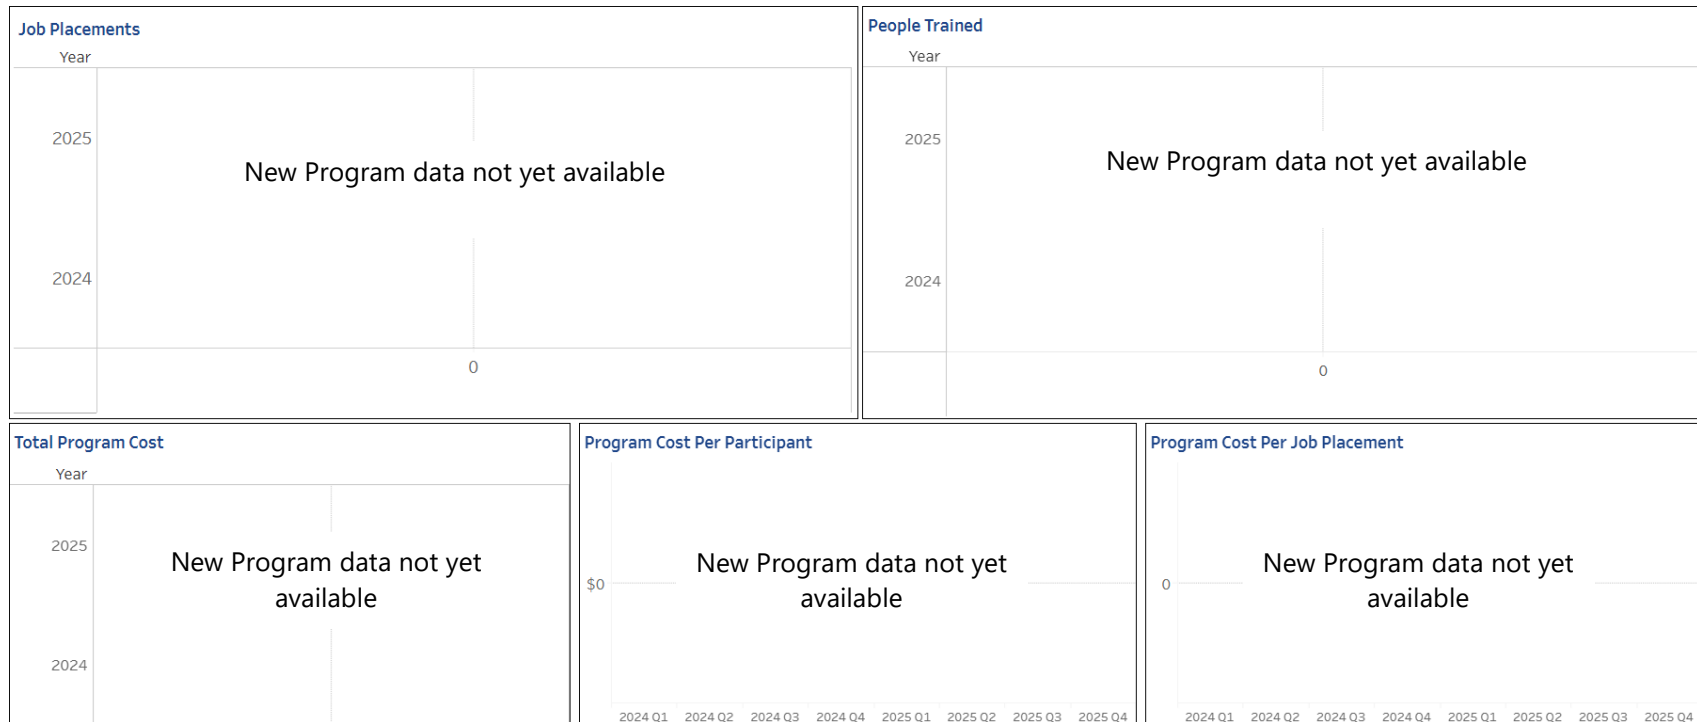 Job Placements
Year
2025
New Program data not yet available
2024
0
People Trained
Year
2025
New Program data not yet available
2024
0
Total Program Cost
Year
2025
New Program data not yet
available
2024
Program Cost Per Participant
New Program data not yet
$0
available
2024 Q1 2024 Q2 2024 Q3 2024 Q4 2025 Q1 2025 Q2 2025 Q3 2025 Q4
Program Cost Per Job Placement
New Program data not yet
0
available
2024 Q1 2024 Q2 2024 Q3 2024 Q4 2025 Q1 2025 Q2 2025 Q3 2025 Q4